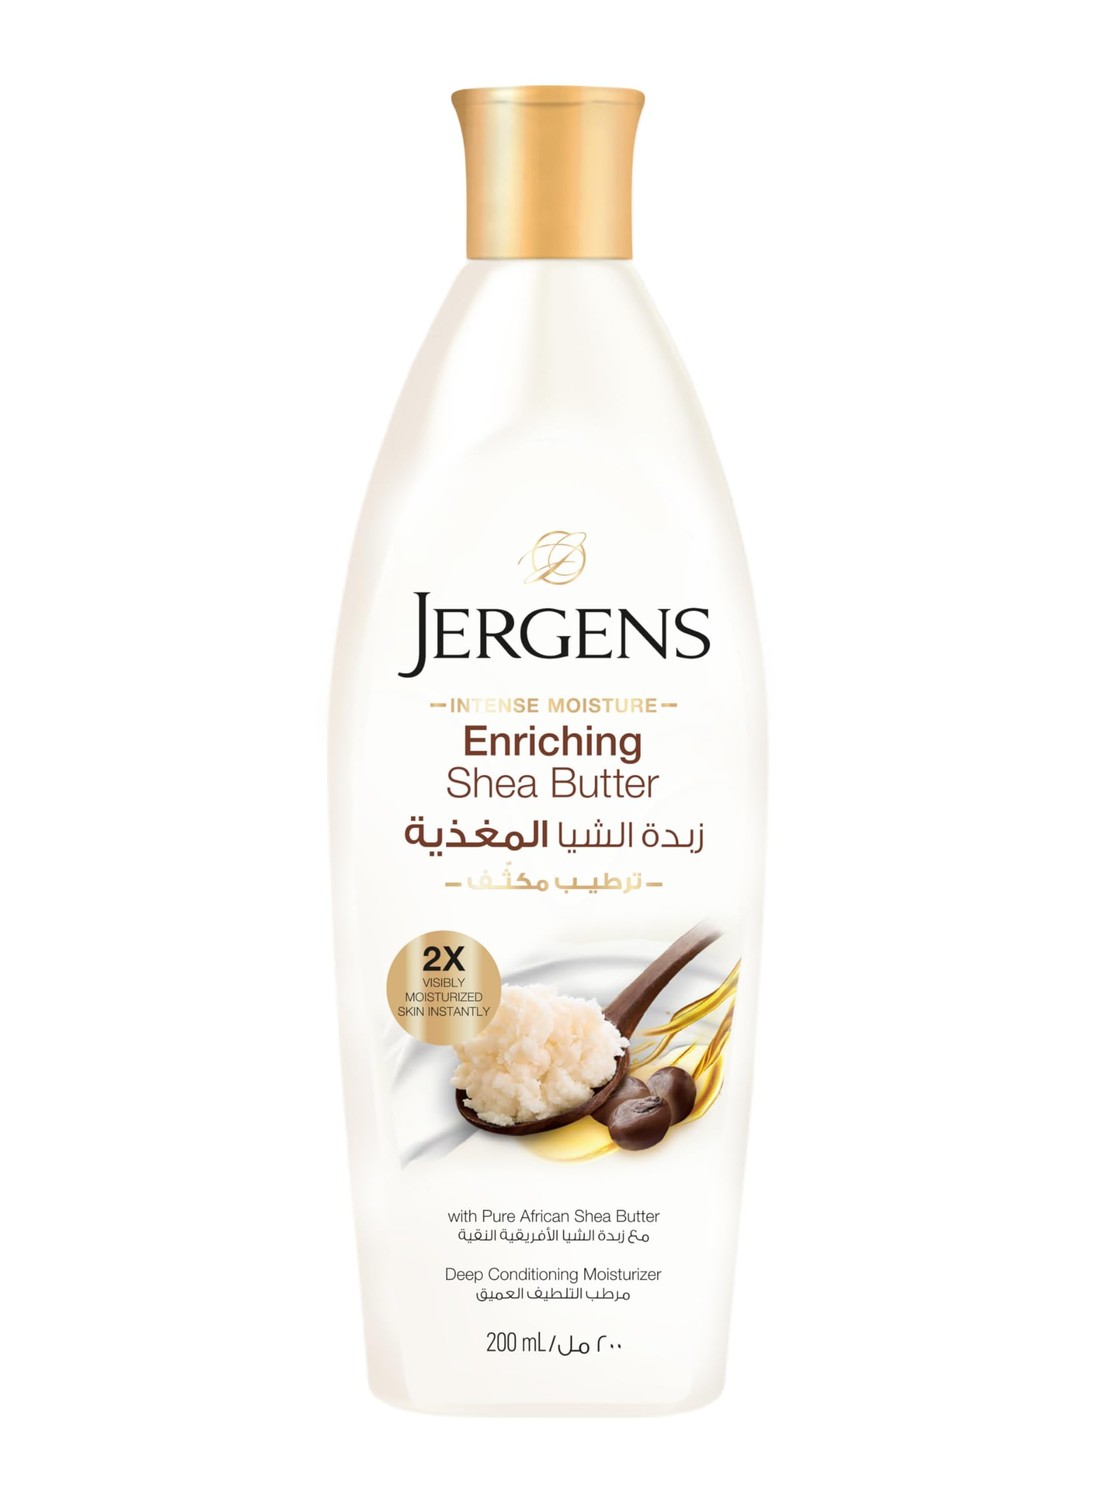 JERGENS
INTENSE MOISTURE
Enriching
Shea Butter
زبدة الشيا المغذية
ترطيب مكثّف
2X
VISIBLY
MOISTURIZED
SKIN INSTANTLY
with Pure African Shea Butter
مع زبدة الشيا الأفريقية النقية
Deep Conditioning Moisturizer
مرطب التلطيف العميق
200 mL/٢٠٠ مل